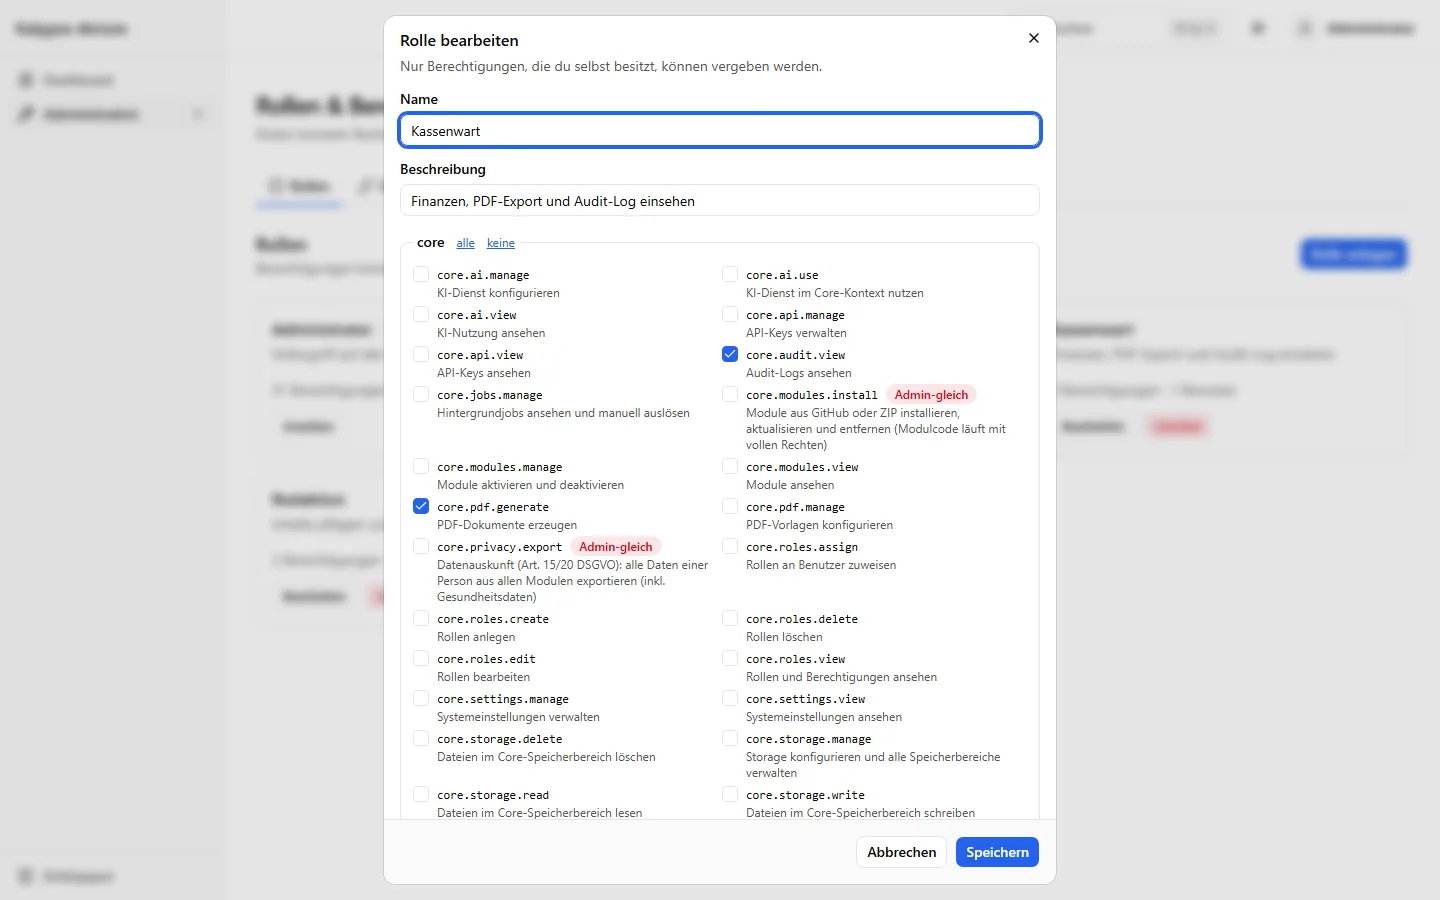 Rolle bearbeiten
Nur Berechtigungen, die du selbst besitzt, können vergeben werden.
Name
Kassenwart
Beschreibung
Finanzen, PDF-Export und Audit-Log einsehen
core alle keine
core.ai.manage
KI-Dienst konfigurieren
core.ai.use
KI-Dienst im Core-Kontext nutzen
core.ai.view
KI-Nutzung ansehen
core.api.manage
API-Keys verwalten
core.api.view
API-Keys ansehen
core.audit.view
Audit-Logs ansehen
core.jobs.manage
Hintergrundjobs ansehen und manuell auslösen
core.modules.install Admin-gleich
Module aus GitHub oder ZIP installieren,
aktualisieren und entfernen (Modulcode läuft mit
vollen Rechten)
core.modules.manage
Module aktivieren und deaktivieren
core.modules.view
Module ansehen
core.pdf.generate
PDF-Dokumente erzeugen
core.pdf.manage
PDF-Vorlagen konfigurieren
core.privacy.export Admin-gleich
Datenauskunft (Art. 15/20 DSGVO): alle Daten einer
Person aus allen Modulen exportieren (inkl.
Gesundheitsdaten)
core.roles.assign
Rollen an Benutzer zuweisen
core.roles.create
Rollen anlegen
core.roles.delete
Rollen löschen
core.roles.edit
Rollen bearbeiten
core.roles.view
Rollen und Berechtigungen ansehen
core.settings.manage
Systemeinstellungen verwalten
core.settings.view
Systemeinstellungen ansehen
core.storage.delete
Dateien im Core-Speicherbereich löschen
core.storage.manage
Storage konfigurieren und alle Speicherbereiche
verwalten
core.storage.read
Dateien im Core-Speicherbereich lesen
core.storage.write
Dateien im Core-Speicherbereich schreiben
Abbrechen
Speichern
Dashboard
Administration
Administrator
Rollen